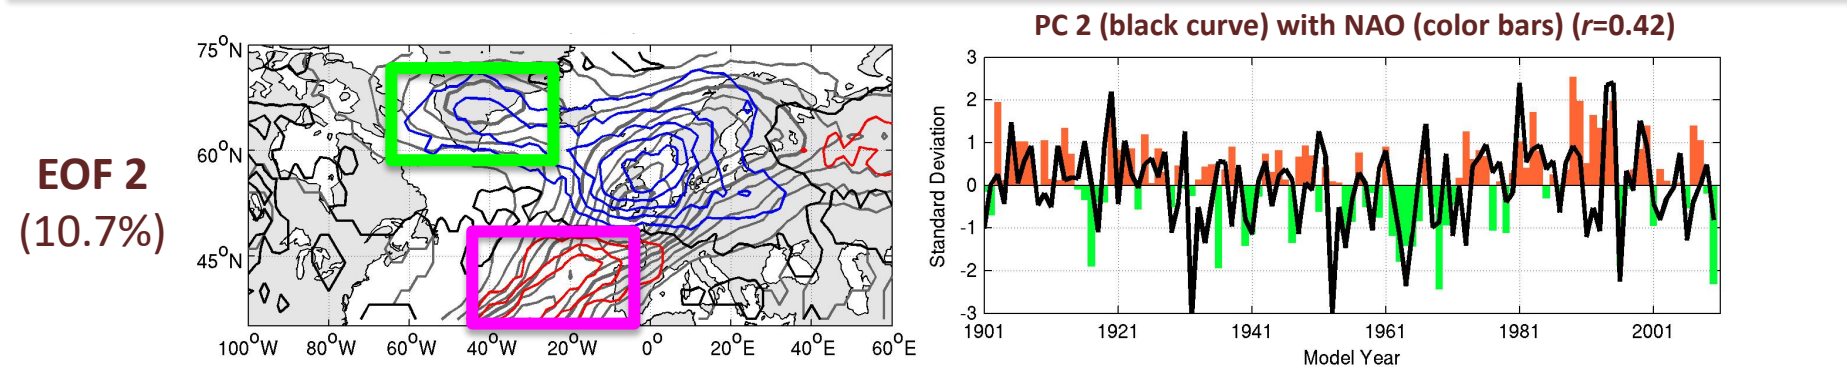 PC 2 (black curve) with NAO (color bars) (r=0.42)
EOF 2
(10.7%)
75°N
60°N
45°N
100°W 80°W 60°W 40°W 20°W 0° 20°E 40°E 60°E
Standard Deviation
3
2
1
0
-1
-2
-3
1901 1921 1941 1961 1981 2001
Model Year